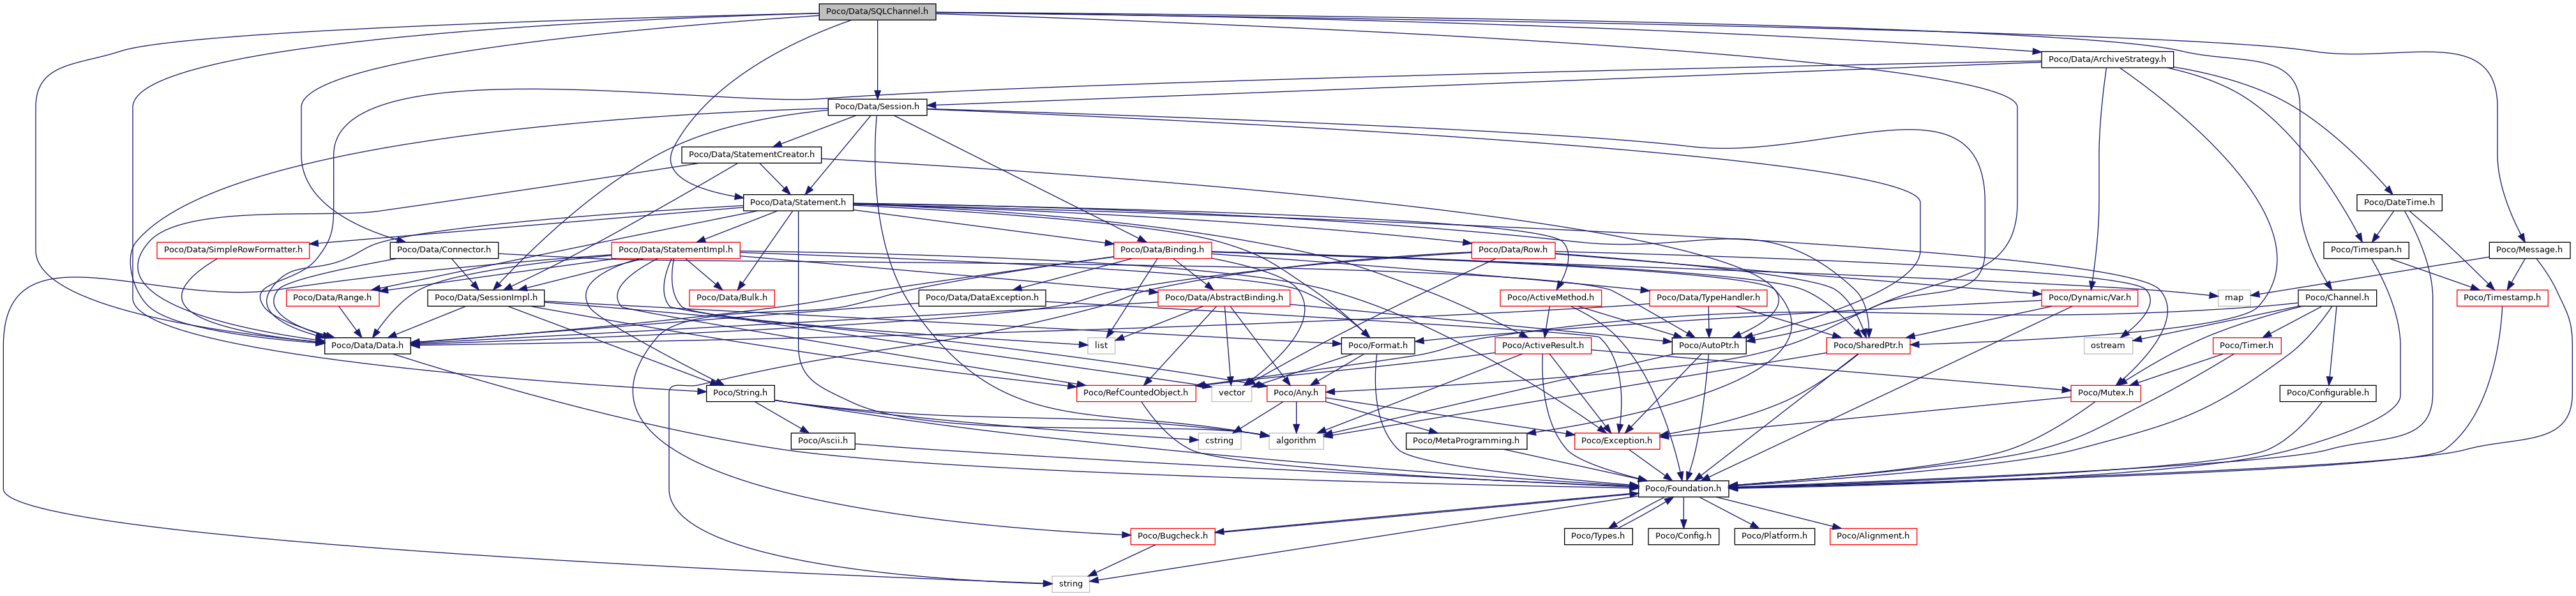 Poco/Data/SQLChannel.h
Poco/Data/ArchiveStrategy.h
Poco/Data/Session.h
Poco/Data/StatementCreator.h
Poco/Data/Statement.h
Poco/DateTime.h
Poco/Data/SimpleRowFormatter.h
Poco/Data/Connector.h
Poco/Data/StatementImpl.h
Poco/Data/Binding.h
Poco/Data/Row.h
Poco/Timespan.h
Poco/Message.h
Poco/Data/Range.h
Poco/Data/SessionImpl.h
Poco/Data/Bulk.h
Poco/Data/DataException.h
Poco/Data/AbstractBinding.h
Poco/ActiveMethod.h
Poco/Data/TypeHandler.h
Poco/Dynamic/Var.h
map
Poco/Channel.h
Poco/Timestamp.h
Poco/Data/Data.h
list
Poco/Format.h
Poco/ActiveResult.h
Poco/AutoPtr.h
Poco/SharedPtr.h
ostream
Poco/Timer.h
Poco/String.h
Poco/RefCountedObject.h
vector
Poco/Any.h
Poco/Mutex.h
Poco/Configurable.h
Poco/Ascii.h
cstring
algorithm
Poco/MetaProgramming.h
Poco/Exception.h
Poco/Foundation.h
Poco/Bugcheck.h
Poco/Types.h
Poco/Config.h
Poco/Platform.h
Poco/Alignment.h
string